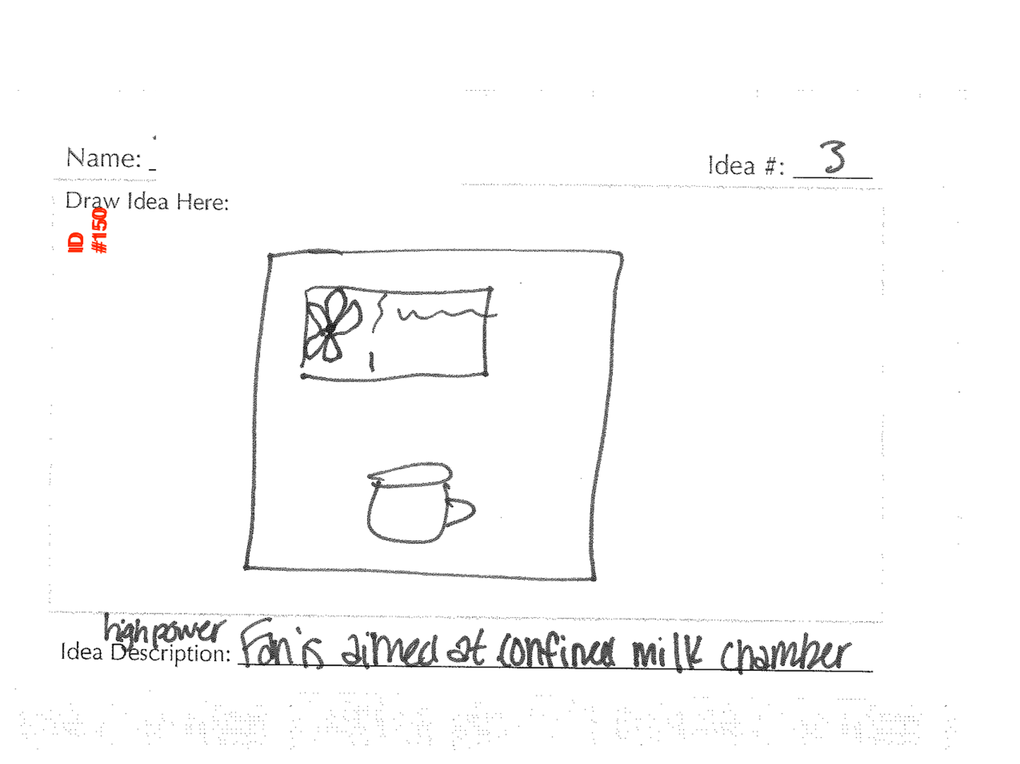 Name:
Idea #: 3
Draw Idea Here:
ID
#150
high power
Idea Description: Fan is aimed at confined milk chamber